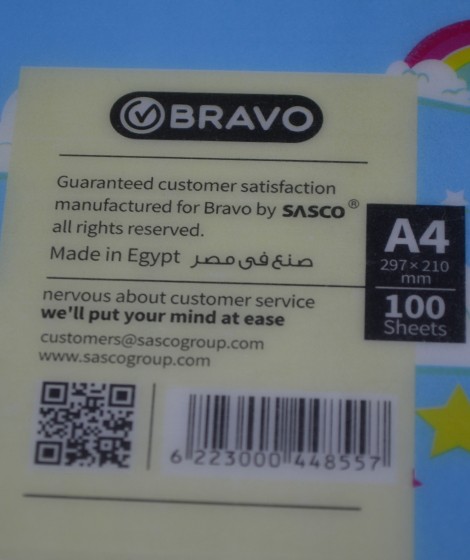 BRAVO
Guaranteed customer satisfaction
manufactured for Bravo by SASCO®
all rights reserved.
Made in Egypt صنع فى مصر
A4
297 × 210
mm
100
Sheets
nervous about customer service
we'll put your mind at ease
customers@sascogroup.com
www.sascogroup.com
6 223000 448557